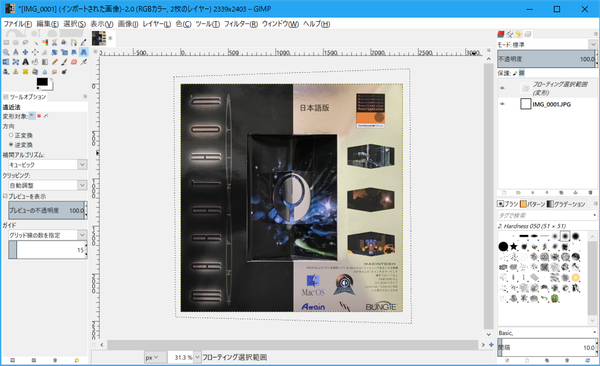 *[IMG_0001] (インポートされた画像)-2.0 (RGBカラー, 2枚のレイヤー) 2339x2403 – GIMP
ファイル(F) 編集(E) 選択(S) 表示(V) 画像(I) レイヤー(L) 色(C) ツール(T) フィルター(R) ウィンドウ(W) ヘルプ(H)
ツールオプション
遠近法
変形対象:
方向
正変換
逆変換
補間アルゴリズム:
キュービック
クリッピング:
自動調整
プレビューを表示
プレビューの不透明度 100.0
ガイド
グリッド線の数を指定
15
日本語版
MACINTOSH
Mac OS
Amain
BUNGIE
px
31.3 %
フローティング選択範囲
モード: 標準
不透明度 100.0
保護:
フローティング選択範囲
(変形)
IMG_0001.JPG
ブラシ パターン グラデーション
タグで検索
2. Hardness 050 (51 × 51)
Basic,
間隔 10.0